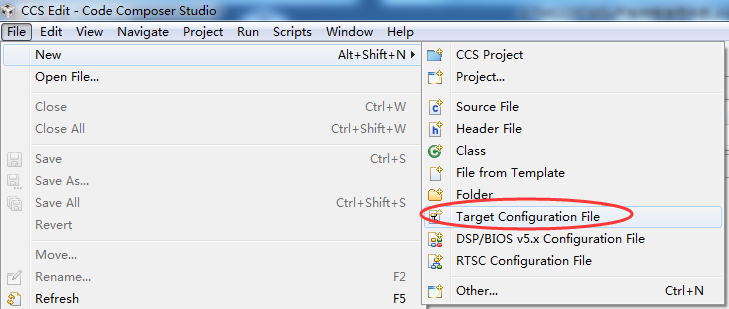 CCS Edit - Code Composer Studio
File Edit View Navigate Project Run Scripts Window Help
New Alt+Shift+N
Open File...
Close Ctrl+W
Close All Ctrl+Shift+W
Save Ctrl+S
Save As...
Save All Ctrl+Shift+S
Revert
Move...
Rename... F2
Refresh F5
CCS Project
Project...
Source File
Header File
Class
File from Template
Folder
Target Configuration File
DSP/BIOS v5.x Configuration File
RTSC Configuration File
Other... Ctrl+N